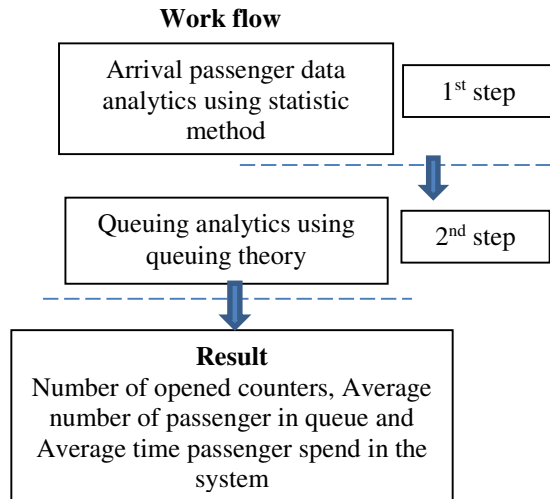 Work flow
Arrival passenger data
analytics using statistic
method
1st step
Queuing analytics using
queuing theory
2nd step
Result
Number of opened counters, Average
number of passenger in queue and
Average time passenger spend in the
system